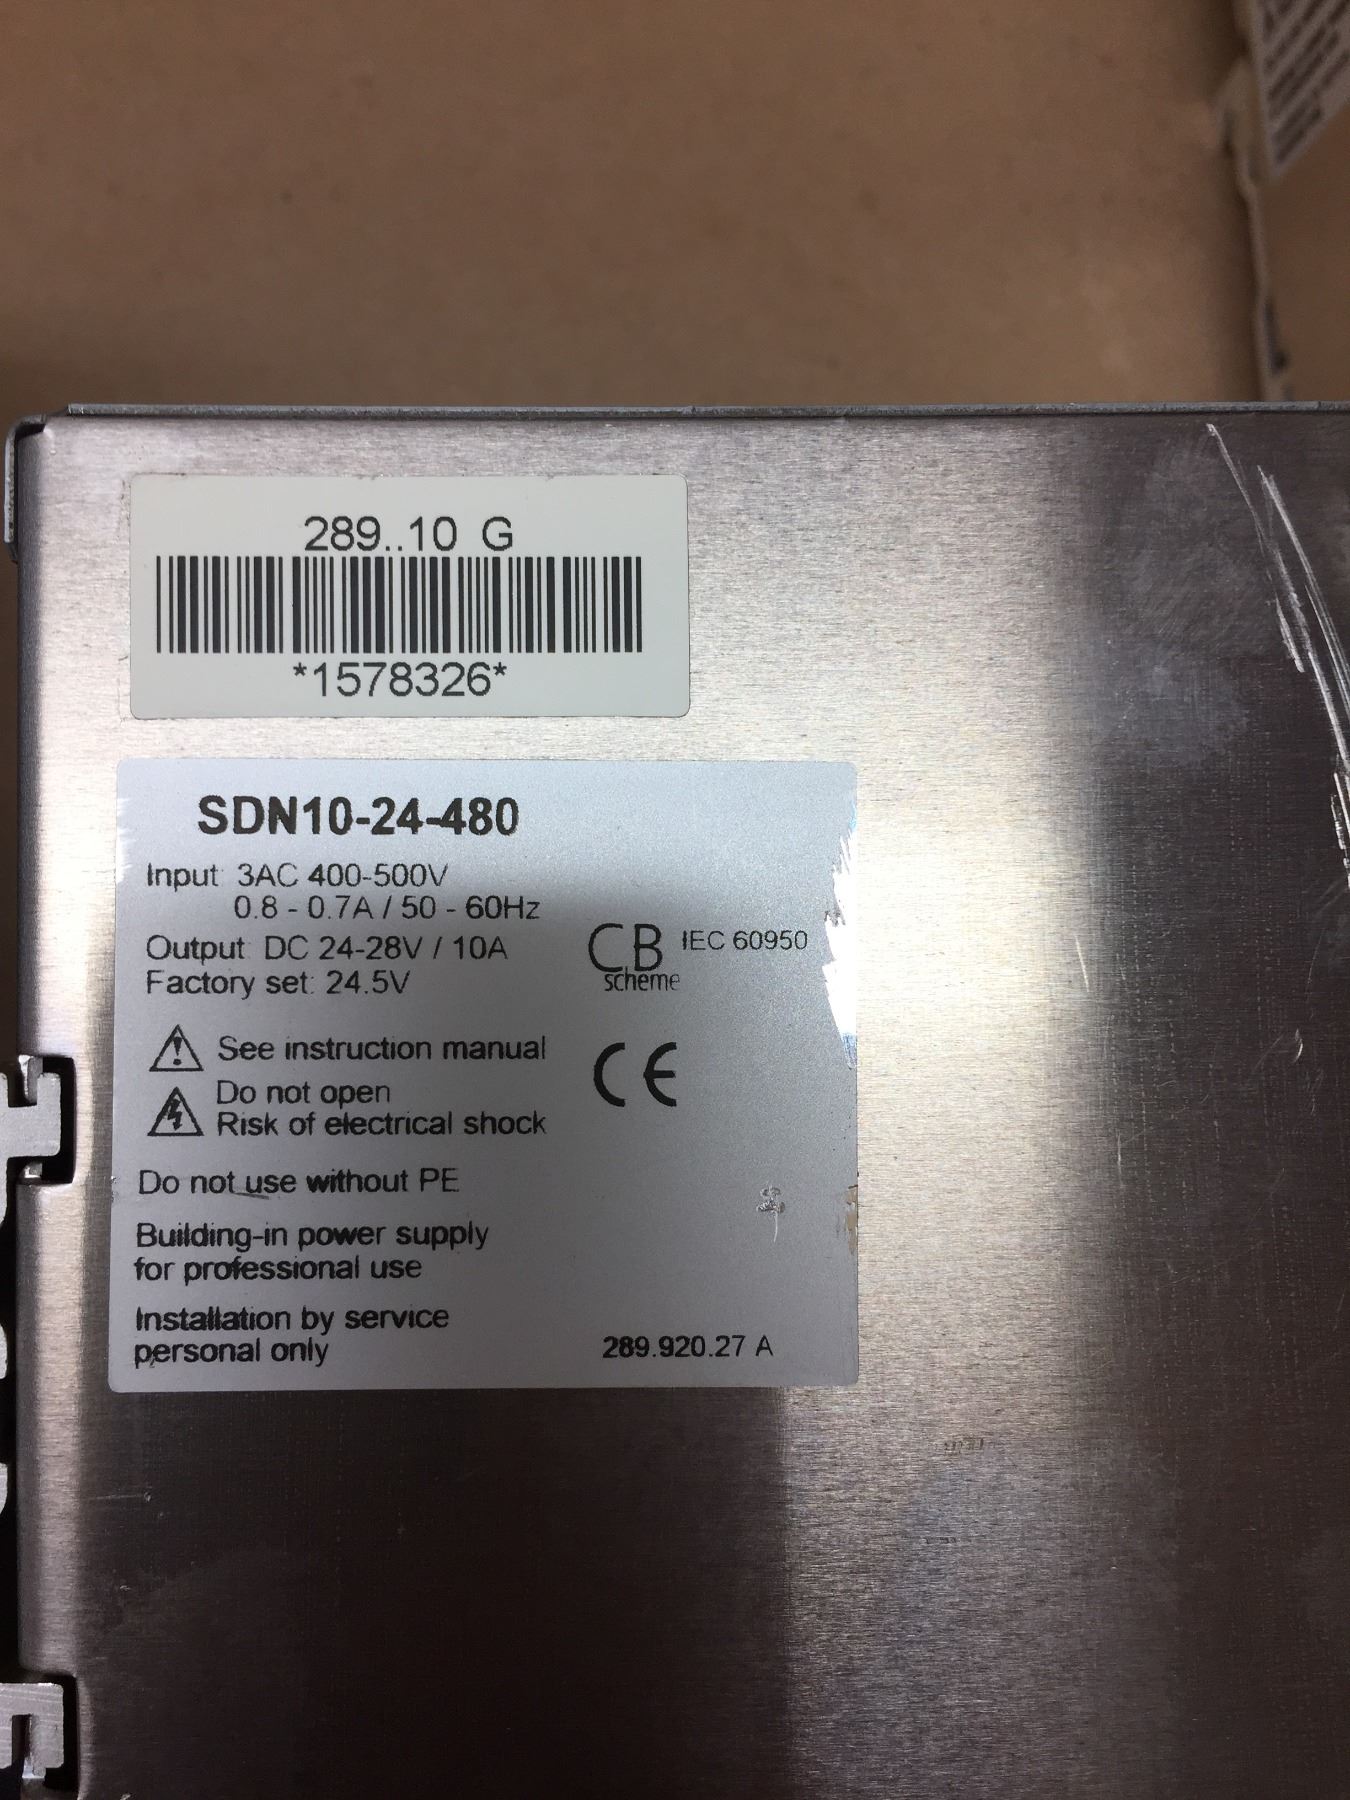 289..10 G
*1578326*
SDN10-24-480
Input: 3AC 400-500V
0.8 - 0.7A / 50 - 60Hz
Output: DC 24-28V / 10A
Factory set: 24.5V
CB scheme IEC 60950
See instruction manual
CE
Do not open
Risk of electrical shock
Do not use without PE
Building-in power supply
for professional use
Installation by service
personal only
289.920.27 A